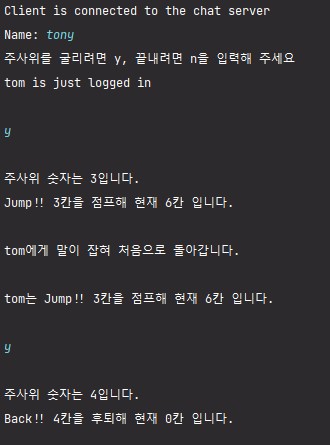 Client is connected to the chat server
Name: tony
주사위를 굴리려면 y, 끝내려면 n을 입력해 주세요
tom is just logged in
y
주사위 숫자는 3입니다.
Jump!! 3칸을 점프해 현재 6칸 입니다.
tom에게 말이 잡혀 처음으로 돌아갑니다.
tom는 Jump!! 3칸을 점프해 현재 6칸 입니다.
y
주사위 숫자는 4입니다.
Back!! 4칸을 후퇴해 현재 0칸 입니다.